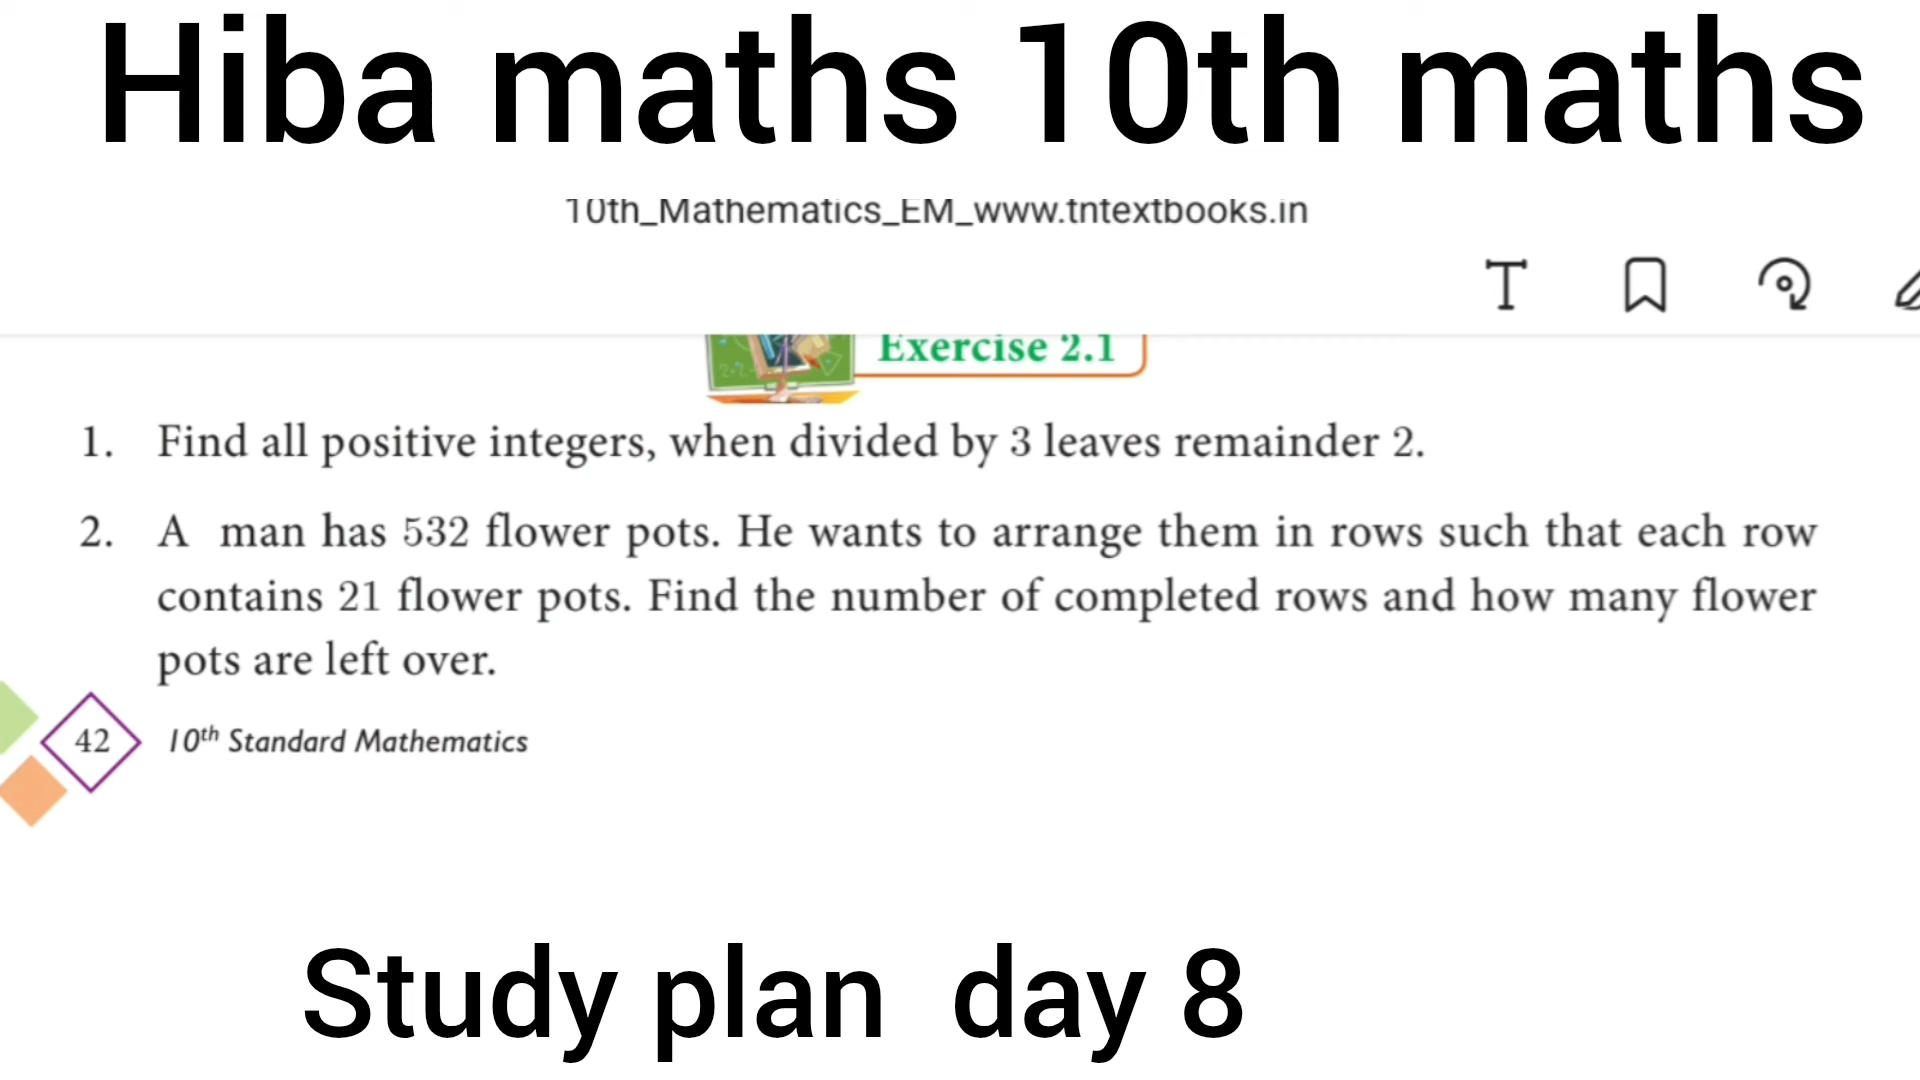 Hiba maths 10th maths
10th_Mathematics_EM_www.tntextbooks.in
T
Exercise 2.1
1. Find all positive integers, when divided by 3 leaves remainder 2.
2. A man has 532 flower pots. He wants to arrange them in rows such that each row
contains 21 flower pots. Find the number of completed rows and how many flower
pots are left over.
42 10th Standard Mathematics
Study plan day 8